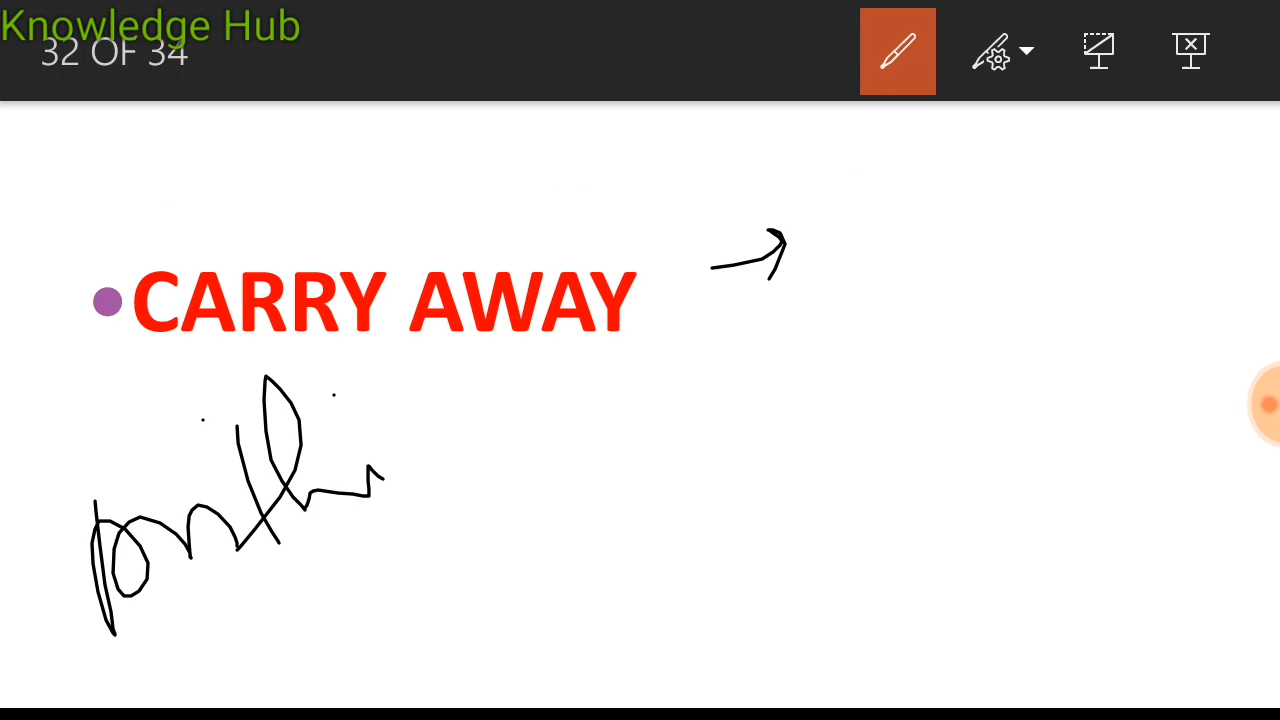 Knowledge Hub
32 OF 34
•CARRY AWAY